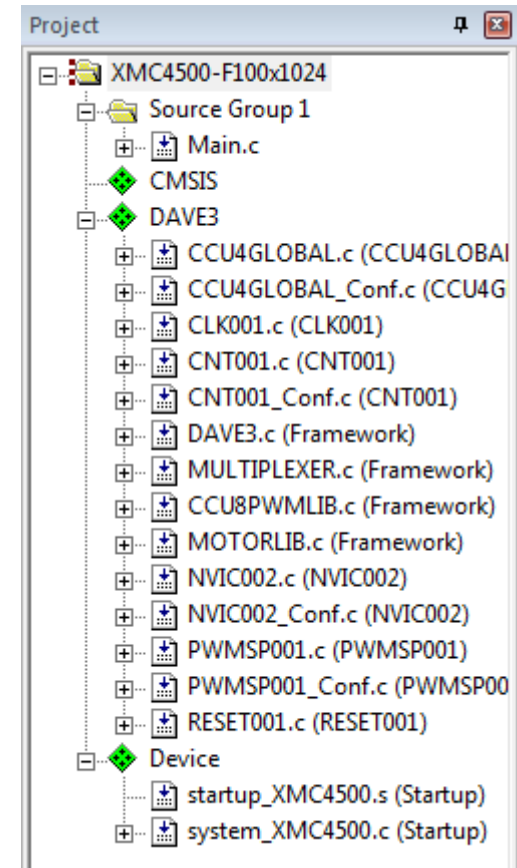 Project
XMC4500-F100x1024
Source Group 1
Main.c
CMSIS
DAVE3
CCU4GLOBAL.c (CCU4GLOBAL
CCU4GLOBAL_Conf.c (CCU4G
CLK001.c (CLK001)
CNT001.c (CNT001)
CNT001_Conf.c (CNT001)
DAVE3.c (Framework)
MULTIPLEXER.c (Framework)
CCU8PWMLIB.c (Framework)
MOTORLIB.c (Framework)
NVIC002.c (NVIC002)
NVIC002_Conf.c (NVIC002)
PWMSP001.c (PWMSP001)
PWMSP001_Conf.c (PWMSP00
RESET001.c (RESET001)
Device
startup_XMC4500.s (Startup)
system_XMC4500.c (Startup)